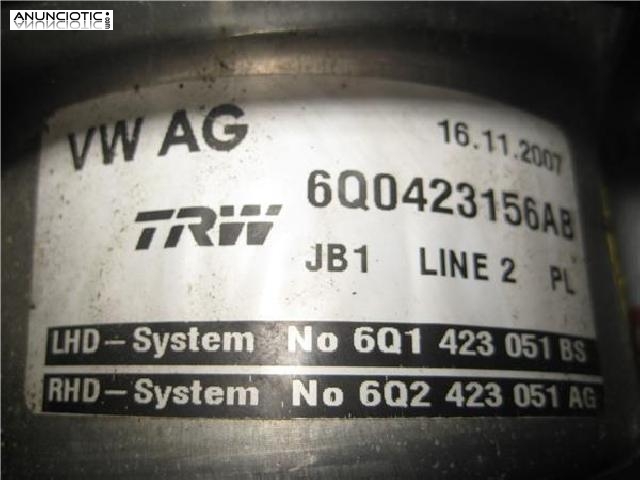 ANUNCIOTIC.com
VW AG
16.11.2007
6Q0423156AB
TRW
JB1 LINE 2 PL
LHD-System No 6Q1 423 051 BS
RHD-System No 6Q2 423 051 AG